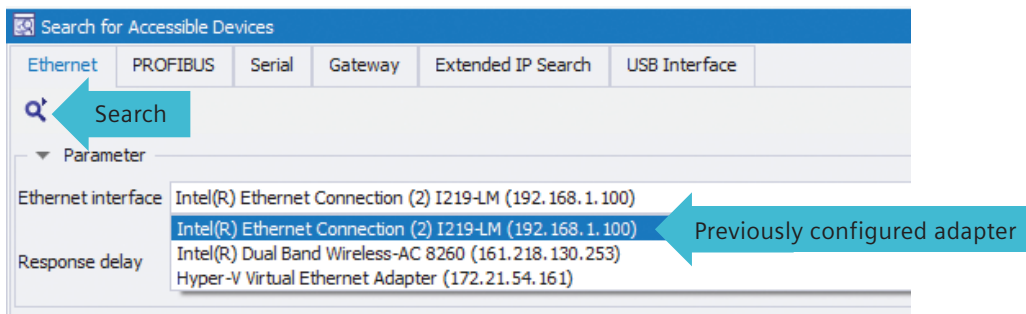 Search for Accessible Devices
Ethernet PROFIBUS Serial Gateway Extended IP Search USB Interface
Search
Parameter
Ethernet interface Intel(R) Ethernet Connection (2) I219-LM (192.168.1.100)
Intel(R) Ethernet Connection (2) I219-LM (192.168.1.100) Previously configured adapter
Response delay Intel(R) Dual Band Wireless-AC 8260 (161.218.130.253)
Hyper-V Virtual Ethernet Adapter (172.21.54.161)